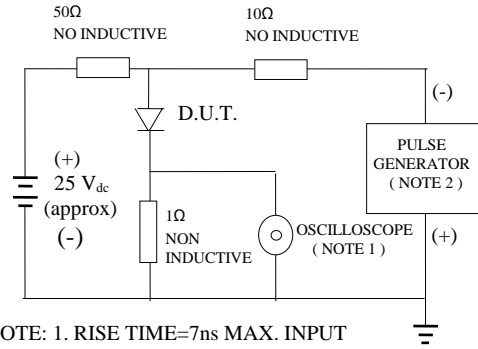 50Ω
NO INDUCTIVE
10Ω
NO INDUCTIVE
(-)
D.U.T.
PULSE
GENERATOR
( NOTE 2 )
(+)
25 Vdc
(approx)
(-)
1Ω
NON
INDUCTIVE
OSCILLOSCOPE
( NOTE 1 )
(+)
OTE: 1. RISE TIME=7ns MAX. INPUT